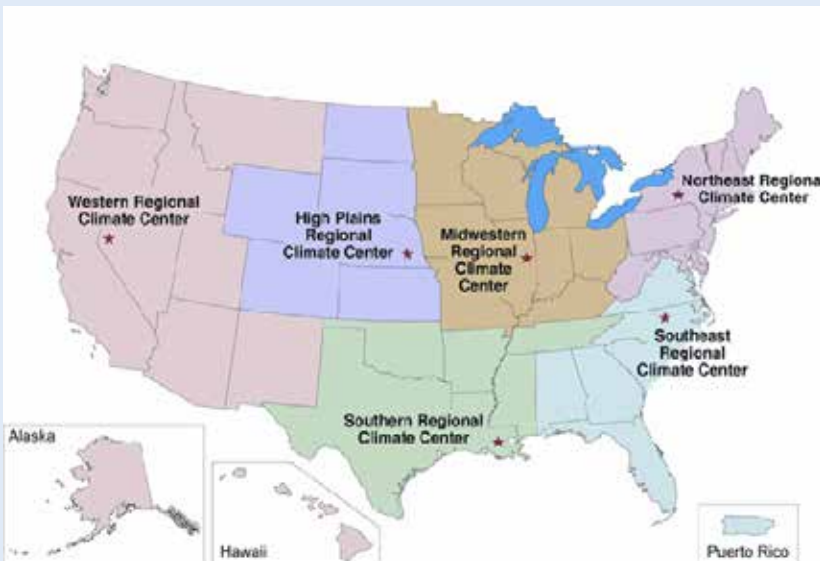 Western Regional
Climate Center
High Plains
Regional
Climate Center
Midwestern
Regional
Climate
Center
Northeast Regional
Climate Center
Southeast
Regional
Climate Center
Southern Regional
Climate Center
Alaska
Hawaii
Puerto Rico